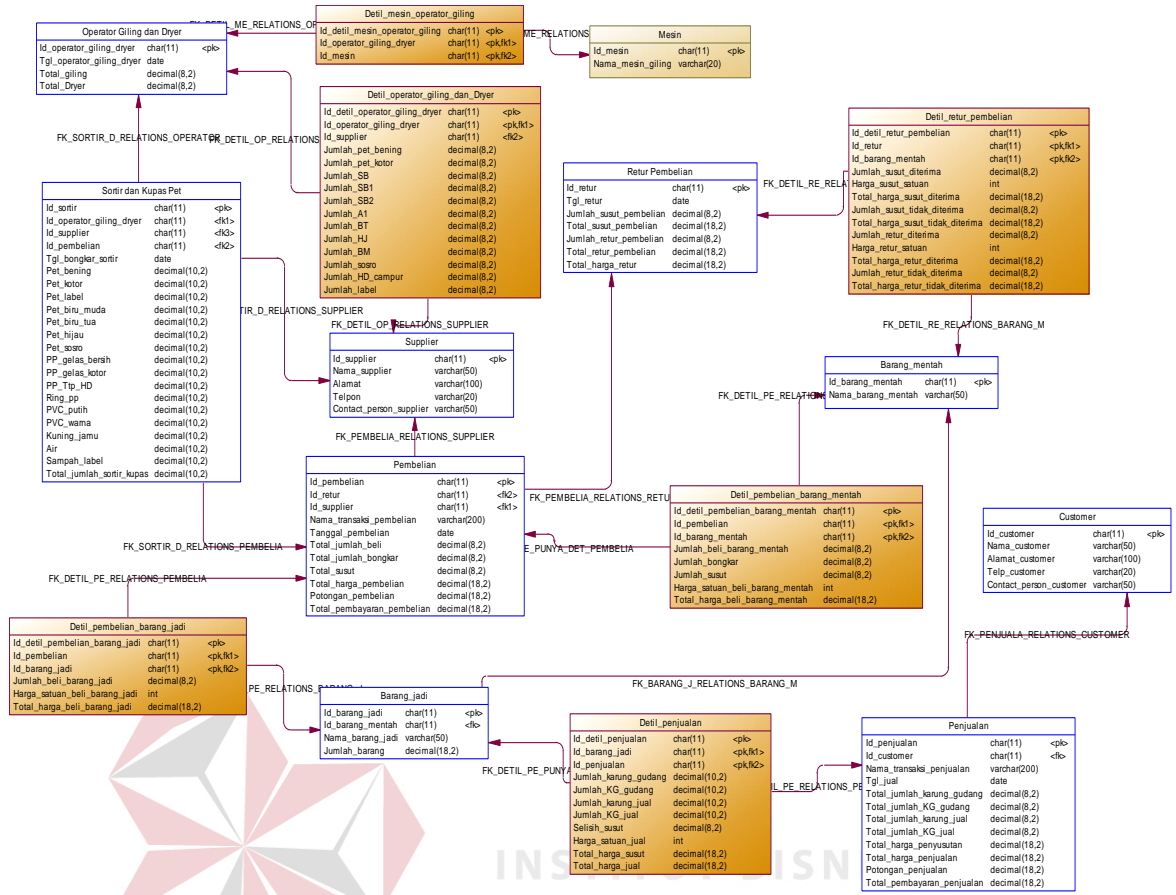 Operator Giling dan Dryer
Id_operator_giling_dryer char(11) <pk>
Tgl_operator_giling_dryer date
Total_giling decimal(8,2)
Total_Dryer decimal(8,2)
Detil_mesin_operator_giling
Id_detil_mesin_operator_giling char(11) <pk>
Id_operator_giling_dryer char(11) <pk,fk1>
Id_mesin char(11) <pk,fk2>
Mesin
Id_mesin char(11) <pk>
Nama_mesin_giling varchar(20)
Detil_operator_giling_dan_Dryer
Id_detil_operator_giling_dryer char(11) <pk>
Id_operator_giling_dryer char(11) <pk,fk1>
Id_supplier char(11) <fk2>
Jumlah_pet_bening decimal(8,2)
Jumlah_pet_kotor decimal(8,2)
Jumlah_SB decimal(8,2)
Jumlah_SB1 decimal(8,2)
Jumlah_SB2 decimal(8,2)
Jumlah_A1 decimal(8,2)
Jumlah_BT decimal(8,2)
Jumlah_HJ decimal(8,2)
Jumlah_BM decimal(8,2)
Jumlah_sosro decimal(8,2)
Jumlah_HD_campur decimal(8,2)
Jumlah_label decimal(8,2)
FK_SORTIR_D_RELATIONS_OPERATOR
Detil_retur_pembelian
Id_detil_retur_pembelian char(11) <pk>
Id_retur char(11) <pk,fk1>
Id_barang_mentah char(11) <pk,fk2>
Jumlah_susut_diterima decimal(8,2)
Harga_susut_satuan int
Total_harga_susut_diterima decimal(18,2)
Jumlah_susut_tidak_diterima decimal(8,2)
Total_harga_susut_tidak_diterima decimal(18,2)
Jumlah_retur_diterima decimal(8,2)
Harga_retur_satuan int
Total_harga_retur_diterima decimal(18,2)
Jumlah_retur_tidak_diterima decimal(8,2)
Total_harga_retur_tidak_diterima decimal(18,2)
Retur Pembelian
Id_retur char(11) <pk>
Tgl_retur date
Jumlah_susut_pembelian decimal(8,2)
Total_susut_pembelian decimal(18,2)
Jumlah_retur_pembelian decimal(8,2)
Total_retur_pembelian decimal(18,2)
Total_harga_retur decimal(18,2)
Sortir dan Kupas Pet
Id_sortir char(11) <pk>
Id_operator_giling_dryer char(11) <fk1>
Id_supplier char(11) <fk3>
Id_pembelian char(11) <fk2>
Tgl_bongkar_sortir date
Pet_bening decimal(10,2)
Pet_kotor decimal(10,2)
Pet_label decimal(10,2)
Pet_biru_muda decimal(10,2)
Pet_biru_tua decimal(10,2)
Pet_hijau decimal(10,2)
Pet_sosro decimal(10,2)
PP_gelas_bersih decimal(10,2)
PP_gelas_kotor decimal(10,2)
PP_Ttp_HD decimal(10,2)
Ring_pp decimal(10,2)
PVC_putih decimal(10,2)
PVC_warna decimal(10,2)
Kuning_jamu decimal(10,2)
Air decimal(10,2)
Sampah_label decimal(10,2)
Total_jumlah_sortir_kupas decimal(10,2)
FK_DETIL_OP_RELATIONS_SUPPLIER
FK_DETIL_RE_RELATIONS_BARANG_M
Supplier
Id_supplier char(11) <pk>
Nama_supplier varchar(50)
Alamat varchar(100)
Telpon varchar(20)
Contact_person_supplier varchar(50)
Barang_mentah
Id_barang_mentah char(11) <pk>
Nama_barang_mentah varchar(50)
FK_PEMBELIA_RELATIONS_SUPPLIER
Pembelian
Id_pembelian char(11) <pk>
Id_retur char(11) <fk2>
Id_supplier char(11) <fk1>
Nama_transaksi_pembelian varchar(200)
Tanggal_pembelian date
Total_jumlah_beli decimal(8,2)
Total_jumlah_bongkar decimal(8,2)
Total_susut decimal(8,2)
Total_harga_pembelian decimal(18,2)
Potongan_pembelian decimal(18,2)
Total_pembayaran_pembelian decimal(18,2)
Detil_pembelian_barang_mentah
Id_detil_pembelian_barang_mentah char(11) <pk>
Id_pembelian char(11) <pk,fk1>
Id_barang_mentah char(11) <pk,fk2>
Jumlah_beli_barang_mentah decimal(8,2)
Jumlah_bongkar decimal(8,2)
Jumlah_susut decimal(8,2)
Harga_satuan_beli_barang_mentah int
Total_harga_beli_barang_mentah decimal(18,2)
Customer
Id_customer char(11) <pk>
Nama_customer varchar(50)
Alamat_customer varchar(100)
Telp_customer varchar(20)
Contact_person_customer varchar(50)
FK_SORTIR_D_RELATIONS_PEMBELIA
FK_DETIL_PE_RELATIONS_PEMBELIA
Detil_pembelian_barang_jadi
Id_detil_pembelian_barang_jadi char(11) <pk>
Id_pembelian char(11) <pk,fk1>
Id_barang_jadi char(11) <pk,fk2>
Jumlah_beli_barang_jadi decimal(8,2)
Harga_satuan_beli_barang_jadi int
Total_harga_beli_barang_jadi decimal(18,2)
FK_PENJUALA_RELATIONS_CUSTOMER
FK_BARANG_J_RELATIONS_BARANG_M
Barang_jadi
Id_barang_jadi char(11) <pk>
Id_barang_mentah char(11) <fk>
Nama_barang_jadi varchar(50)
Jumlah_barang decimal(18,2)
Detil_penjualan
Id_detil_penjualan char(11) <pk>
Id_barang_jadi char(11) <pk,fk1>
Id_penjualan char(11) <pk,fk2>
Jumlah_karung_gudang decimal(10,2)
Jumlah_KG_gudang decimal(10,2)
Jumlah_karung_jual decimal(10,2)
Jumlah_KG_jual decimal(10,2)
Selisih_susut decimal(8,2)
Harga_satuan_jual int
Total_harga_susut decimal(18,2)
Total_harga_jual decimal(18,2)
Penjualan
Id_penjualan char(11) <pk>
Id_customer char(11) <fk>
Nama_transaksi_penjualan varchar(200)
Tgl_jual date
Total_jumlah_karung_gudang decimal(8,2)
Total_jumlah_KG_gudang decimal(8,2)
Total_jumlah_karung_jual decimal(8,2)
Total_jumlah_KG_jual decimal(8,2)
Total_harga_penyusutan decimal(18,2)
Total_harga_penjualan decimal(18,2)
Potongan_penjualan decimal(18,2)
Total_pembayaran_penjualan decimal(18,2)